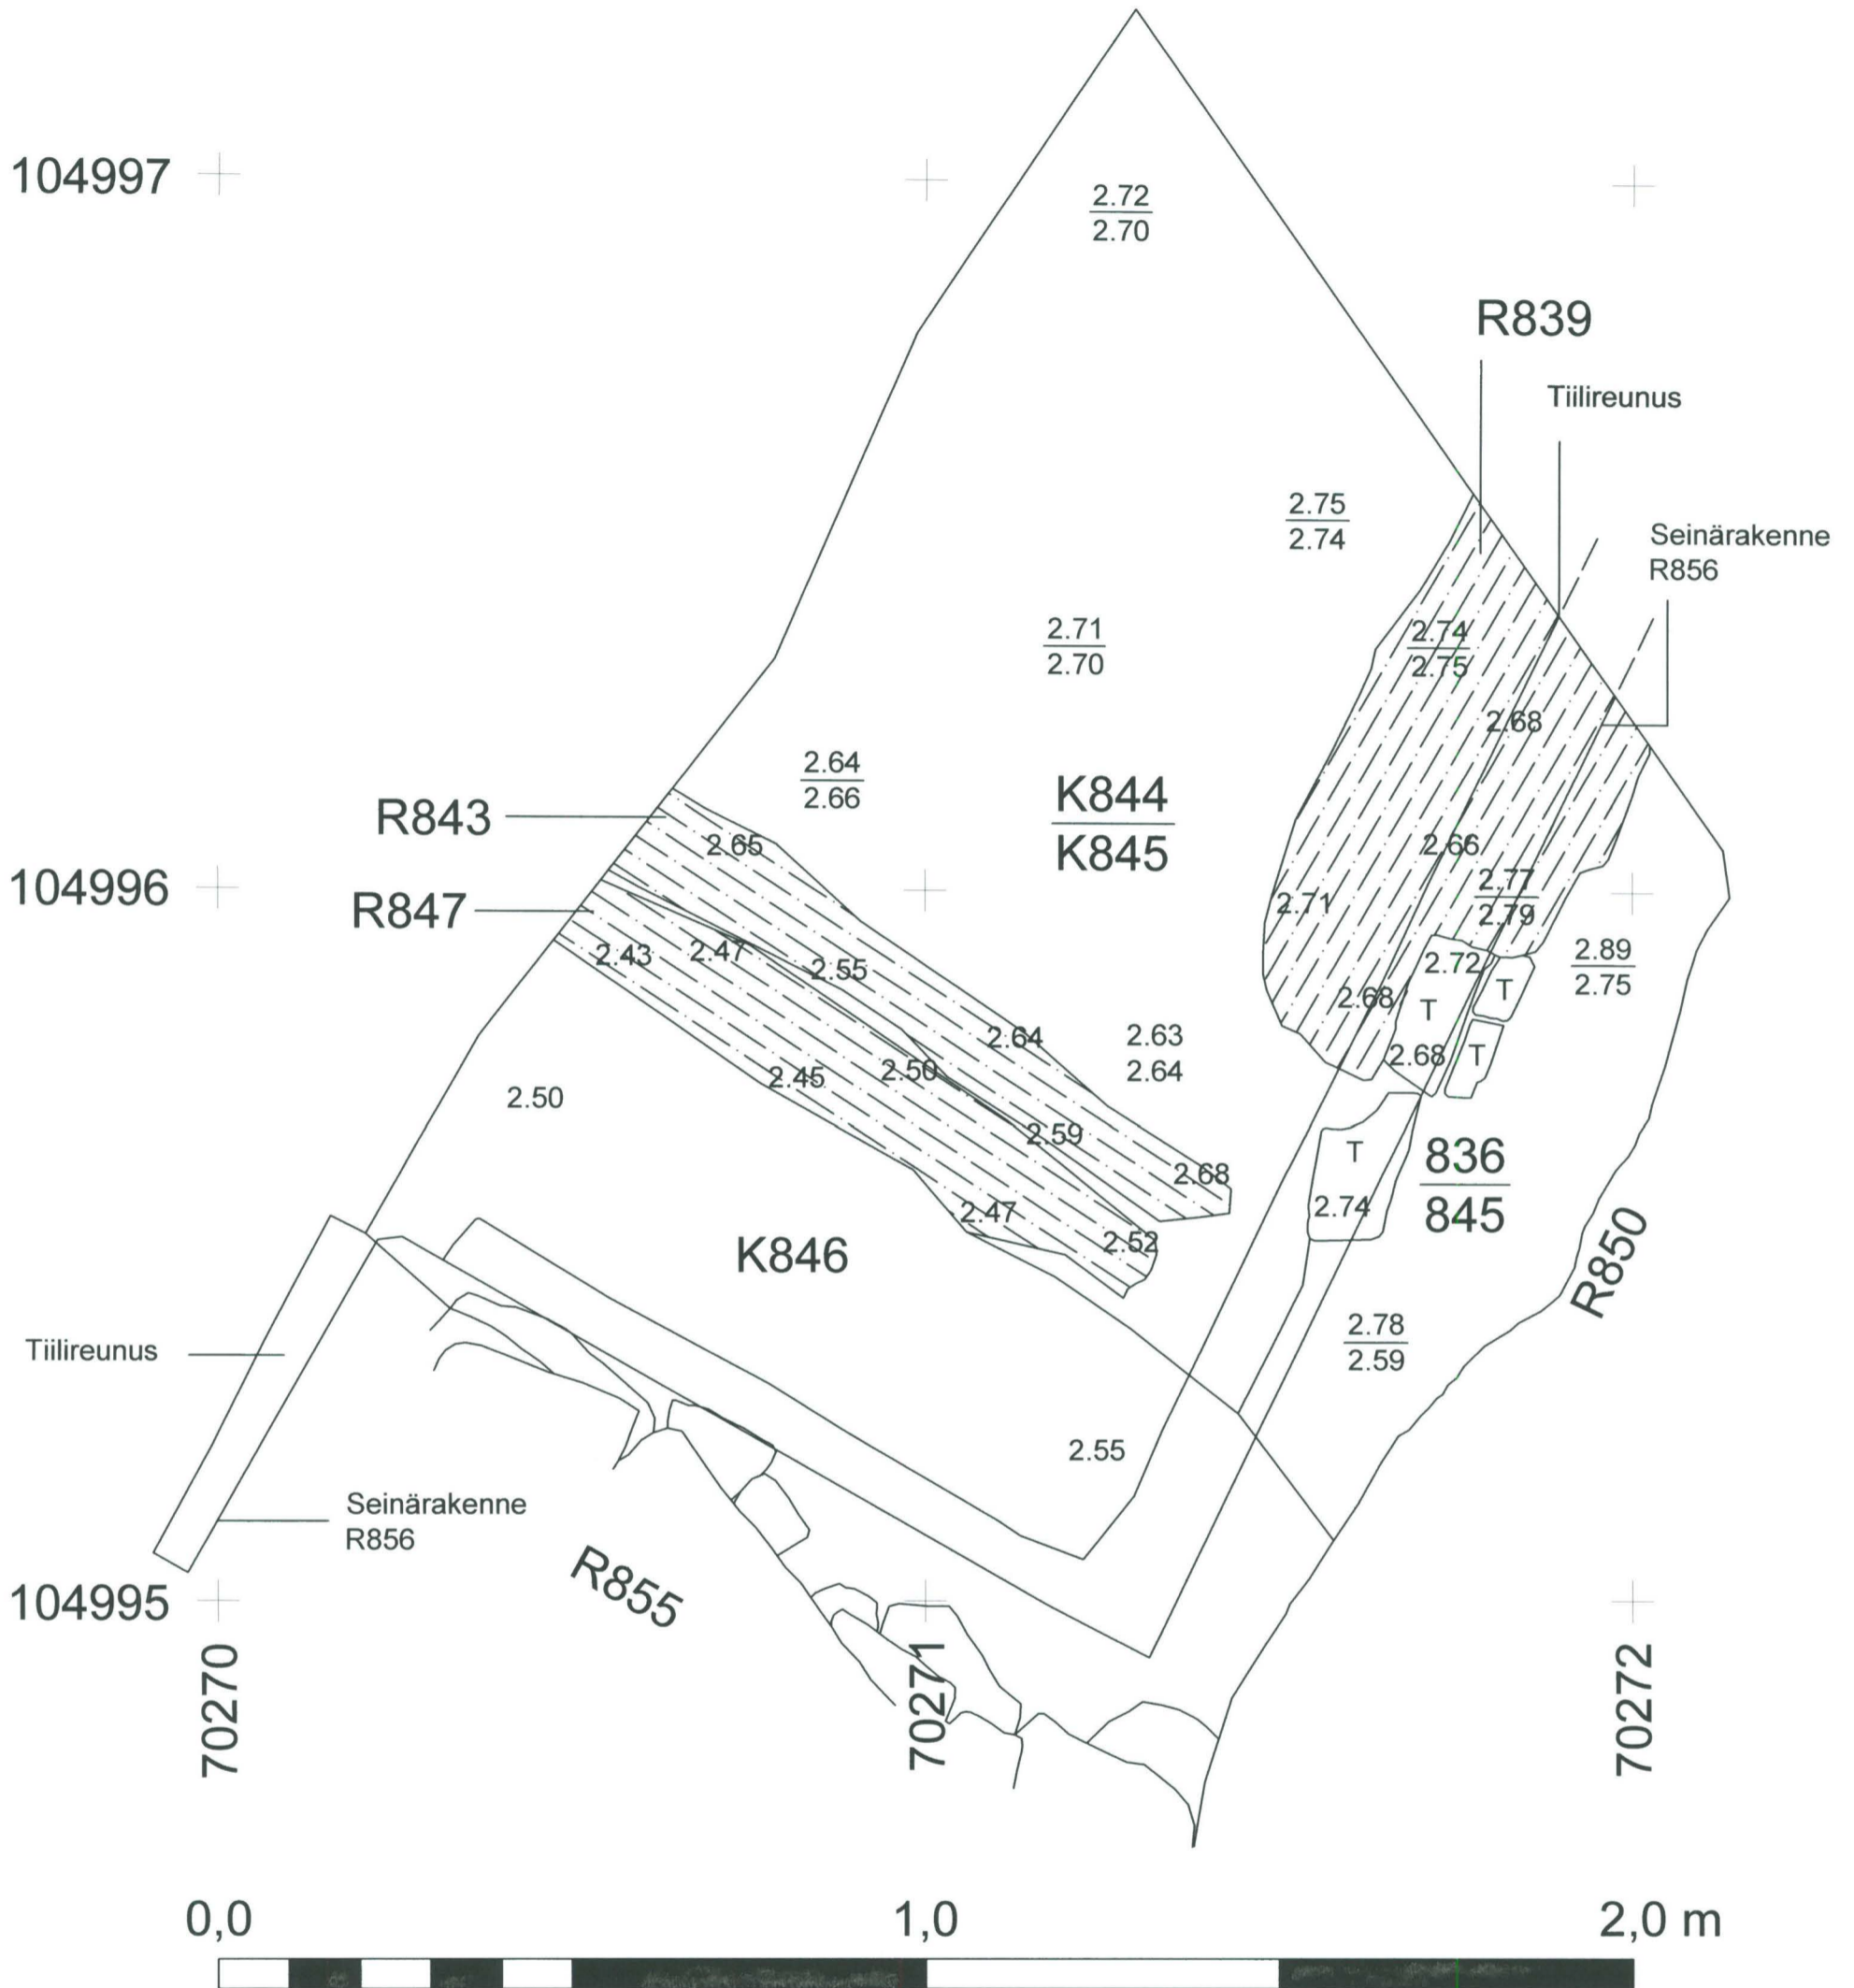 104997
2.72
2.70
R839
Tiilireunus
2.75
2.74
Seinärakenne
R856
2.71
2.70
2.74
2.75
2.68
2.64
2.66
K844
K845
R843
2.65
2.66
104996
R847
2.77
2.79
2.71
2.43
2.47
2.55
2.72
2.89
2.75
T
2.68
T
2.64
2.63
2.64
2.68
T
2.45
2.50
2.50
2.59
T
836
845
2.68
2.74
2.47
2.52
K846
R850
2.78
2.59
Tiilireunus
2.55
Seinärakenne
R856
R855
104995
70270
70271
70272
0,0
1,0
2,0 m